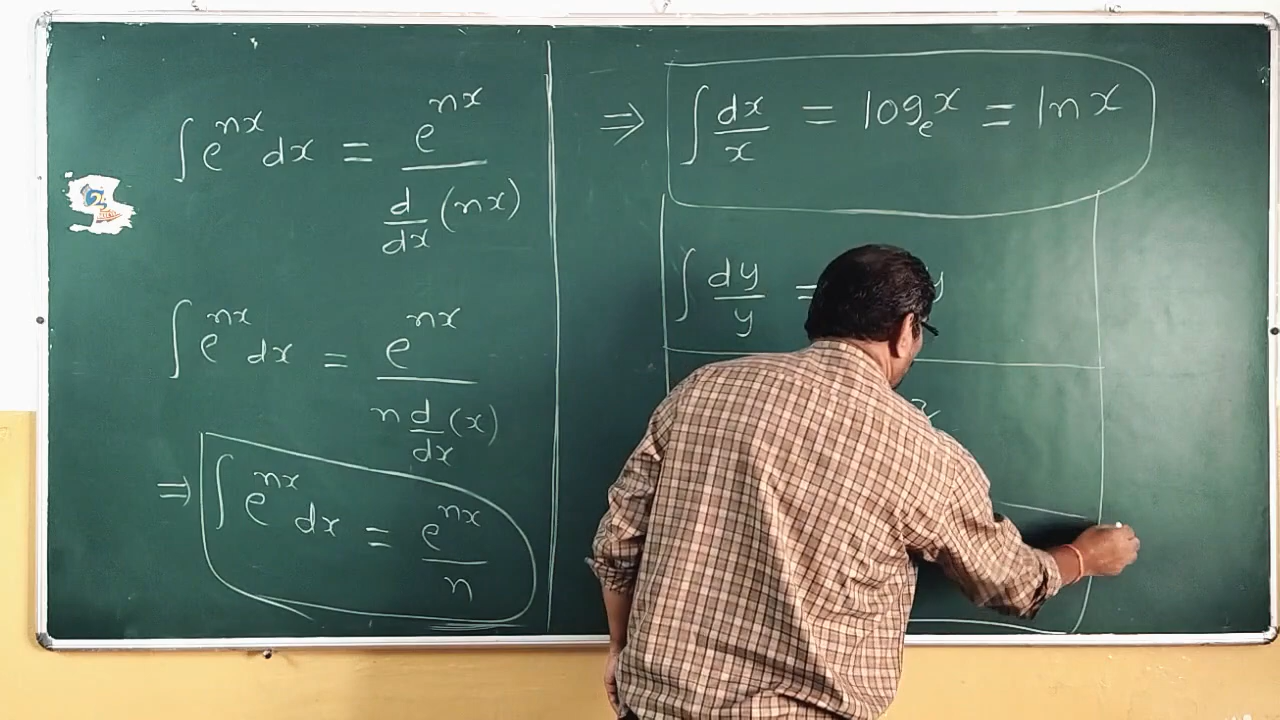 ∫ e^{nx} dx = e^{nx} / d/dx (nx)
∫ e^{nx} dx = e^{nx} / n d/dx (x)
⇒ ∫ e^{nx} dx = e^{nx} / n
⇒ ∫ dx/x = log_e x = ln x
∫ dy/y = y
z